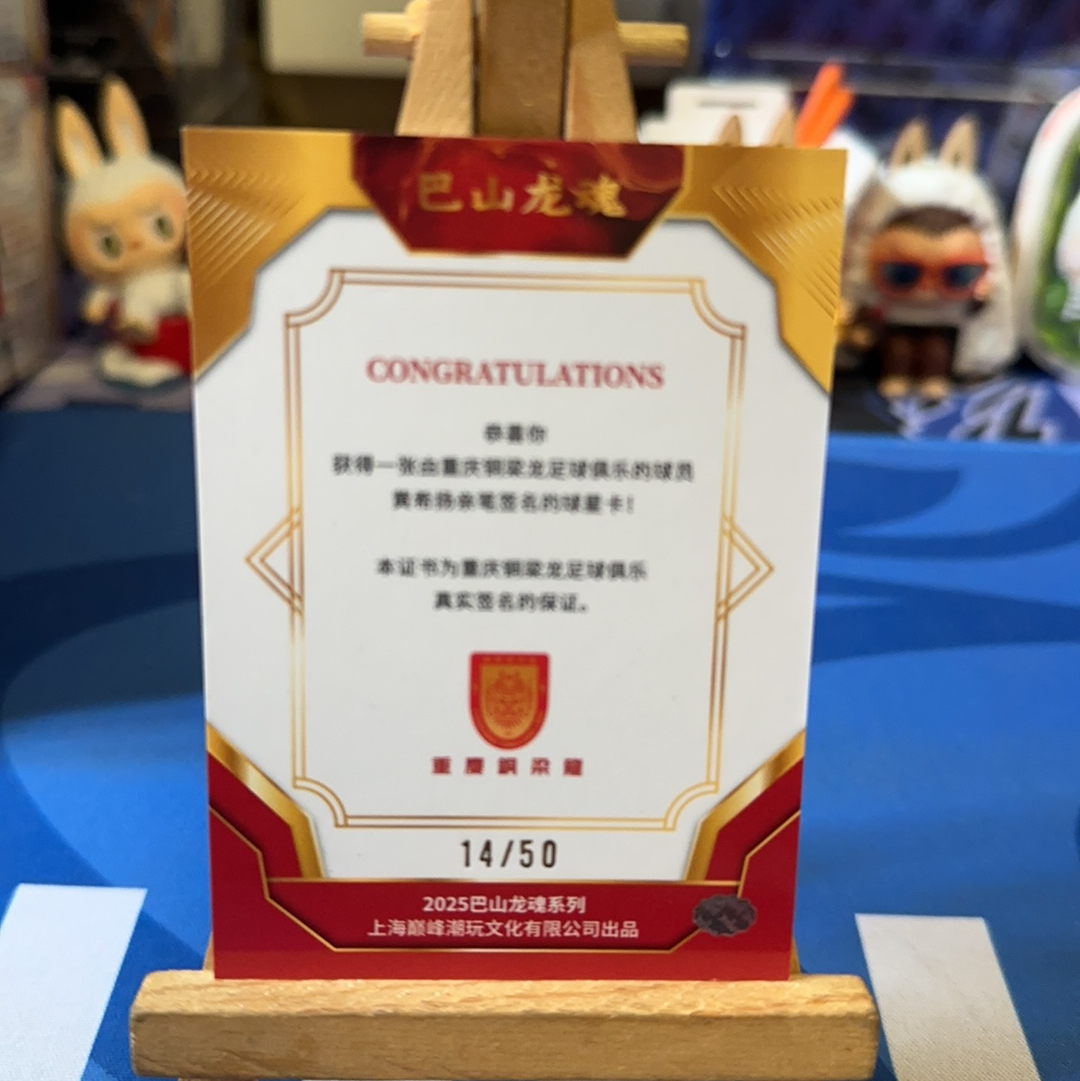 巴山龙魂
CONGRATULATIONS
恭喜你
获得一张由重庆铜梁龙足球俱乐的球员
黄希扬亲笔签名的球星卡！
本证书为重庆铜梁龙足球俱乐
真实签名的保证。
重慶銅梁龍
14/50
2025巴山龙魂系列
上海巅峰潮玩文化有限公司出品